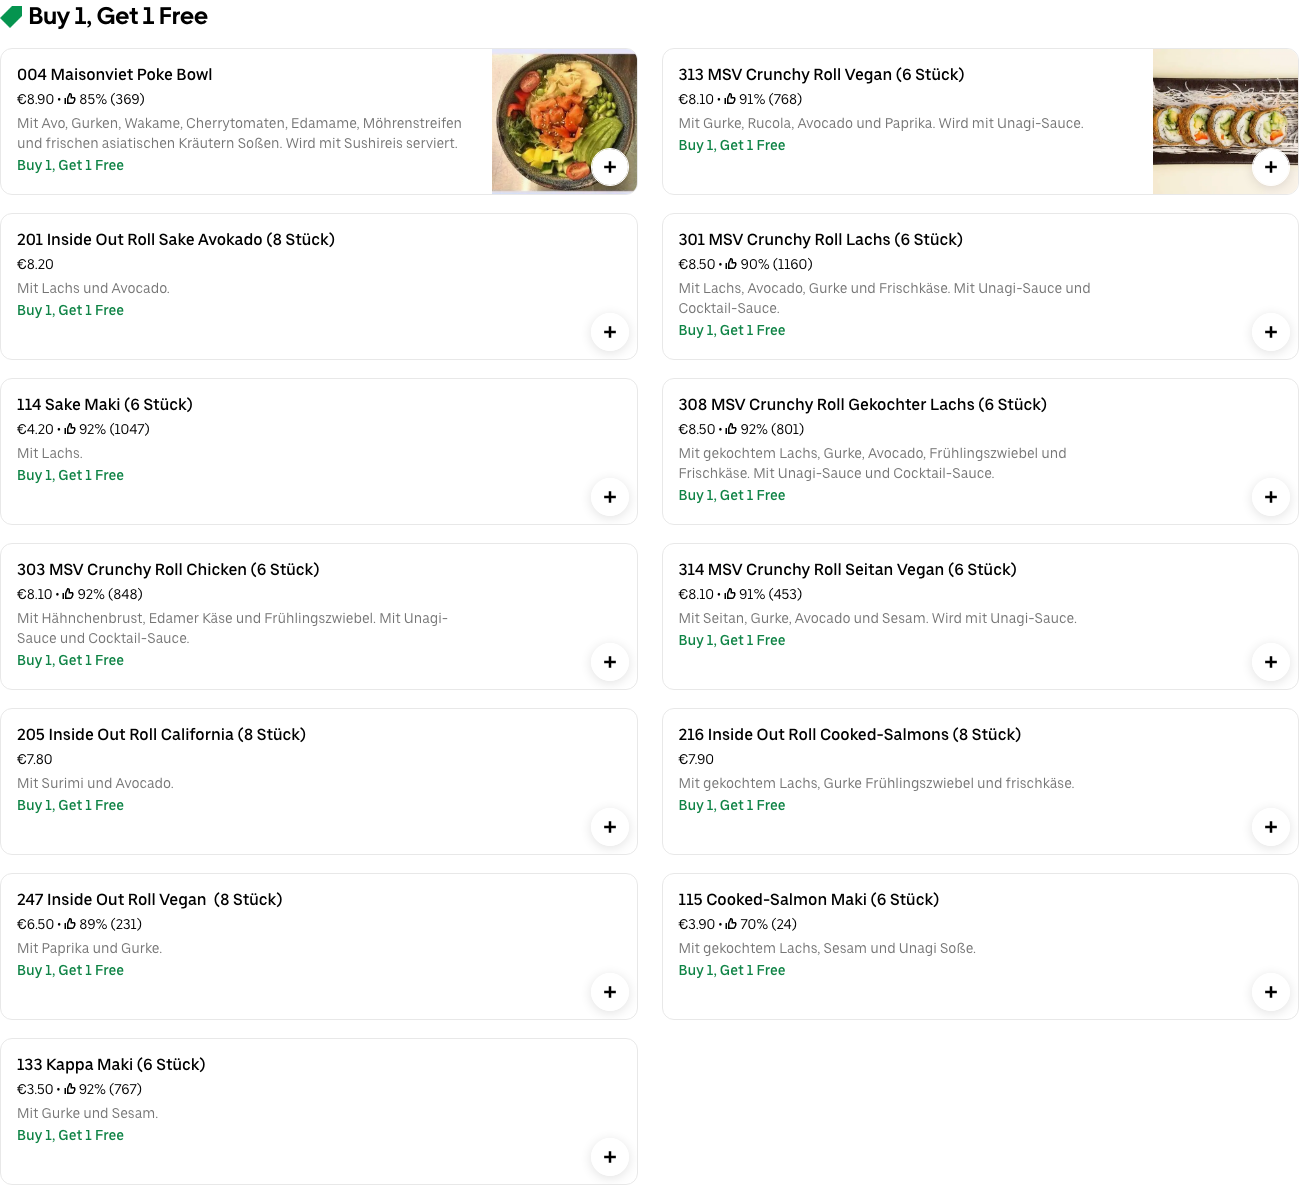 Buy 1, Get 1 Free
004 Maisonviet Poke Bowl
€8.90 • 85% (369)
Mit Avo, Gurken, Wakame, Cherrytomaten, Edamame, Möhrenstreifen
und frischen asiatischen Kräutern Soßen. Wird mit Sushireis serviert.
Buy 1, Get 1 Free
313 MSV Crunchy Roll Vegan (6 Stück)
€8.10 • 91% (768)
Mit Gurke, Rucola, Avocado und Paprika. Wird mit Unagi-Sauce.
Buy 1, Get 1 Free
201 Inside Out Roll Sake Avokado (8 Stück)
€8.20
Mit Lachs und Avocado.
Buy 1, Get 1 Free
301 MSV Crunchy Roll Lachs (6 Stück)
€8.50 • 90% (1160)
Mit Lachs, Avocado, Gurke und Frischkäse. Mit Unagi-Sauce und
Cocktail-Sauce.
Buy 1, Get 1 Free
114 Sake Maki (6 Stück)
€4.20 • 92% (1047)
Mit Lachs.
Buy 1, Get 1 Free
308 MSV Crunchy Roll Gekochter Lachs (6 Stück)
€8.50 • 92% (801)
Mit gekochtem Lachs, Gurke, Avocado, Frühlingszwiebel und
Frischkäse. Mit Unagi-Sauce und Cocktail-Sauce.
Buy 1, Get 1 Free
303 MSV Crunchy Roll Chicken (6 Stück)
€8.10 • 92% (848)
Mit Hähnchenbrust, Edamer Käse und Frühlingszwiebel. Mit Unagi-
Sauce und Cocktail-Sauce.
Buy 1, Get 1 Free
314 MSV Crunchy Roll Seitan Vegan (6 Stück)
€8.10 • 91% (453)
Mit Seitan, Gurke, Avocado und Sesam. Wird mit Unagi-Sauce.
Buy 1, Get 1 Free
205 Inside Out Roll California (8 Stück)
€7.80
Mit Surimi und Avocado.
Buy 1, Get 1 Free
216 Inside Out Roll Cooked-Salmons (8 Stück)
€7.90
Mit gekochtem Lachs, Gurke Frühlingszwiebel und frischkäse.
Buy 1, Get 1 Free
247 Inside Out Roll Vegan (8 Stück)
€6.50 • 89% (231)
Mit Paprika und Gurke.
Buy 1, Get 1 Free
115 Cooked-Salmon Maki (6 Stück)
€3.90 • 70% (24)
Mit gekochtem Lachs, Sesam und Unagi Soße.
Buy 1, Get 1 Free
133 Kappa Maki (6 Stück)
€3.50 • 92% (767)
Mit Gurke und Sesam.
Buy 1, Get 1 Free